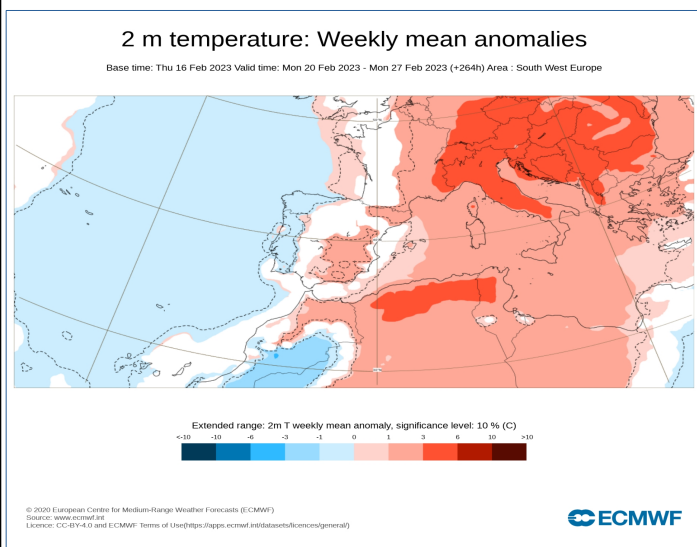 2 m temperature: Weekly mean anomalies
Base time: Thu 16 Feb 2023 Valid time: Mon 20 Feb 2023 - Mon 27 Feb 2023 (+264h) Area : South West Europe
Extended range: 2m T weekly mean anomaly, significance level: 10 % (C)
<-10 -10 -6 -3 -1 0 1 3 6 10 >10
© 2020 European Centre for Medium-Range Weather Forecasts (ECMWF)
Source: www.ecmwf.int
Licence: CC-BY-4.0 and ECMWF Terms of Use(https://apps.ecmwf.int/datasets/licences/general/)
ECMWF